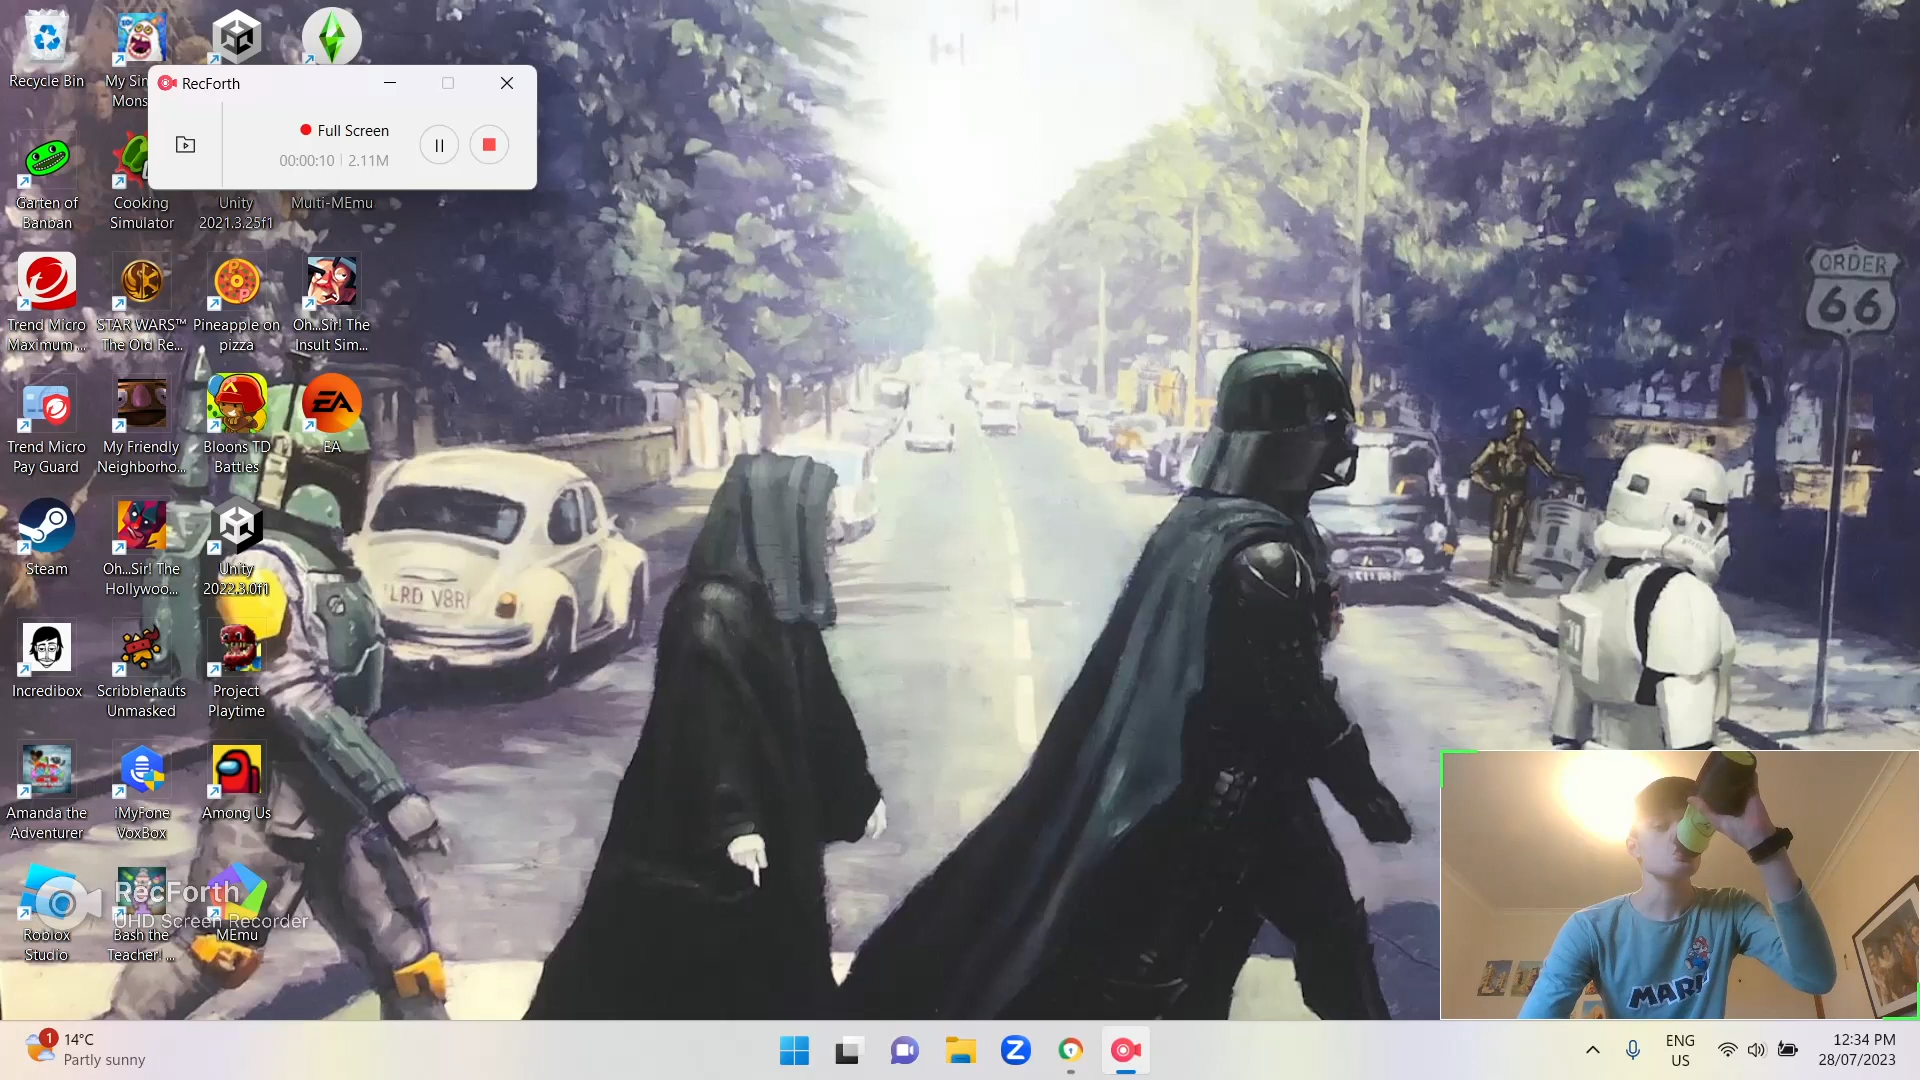 Recycle Bin
My Sin
Mons
RecForth
Full Screen
00:00:10 | 2.11M
Garten of
Banban
Cooking
Simulator
Unity
2021.3.25f1
Multi-MEmu
Trend Micro
Maximum ...
STAR WARS™
The Old Re...
Pineapple on
pizza
Oh...Sir! The
Insult Sim...
Trend Micro
Pay Guard
My Friendly
Neighborho...
Bloons TD
Battles
EA
EA
Steam
Oh...Sir! The
Hollywoo...
Unity
2022.3.0f1
Incredibox
Scribblenauts
Unmasked
Project
Playtime
Amanda the
Adventurer
iMyFone
VoxBox
Among Us
Roblox
Studio
Bash the
Teacher! ...
MEmu
RecForth
UHD Screen Recorder
ORDER
66
LRD V8R
MARI
1
14°C
Partly sunny
ENG
US
12:34 PM
28/07/2023